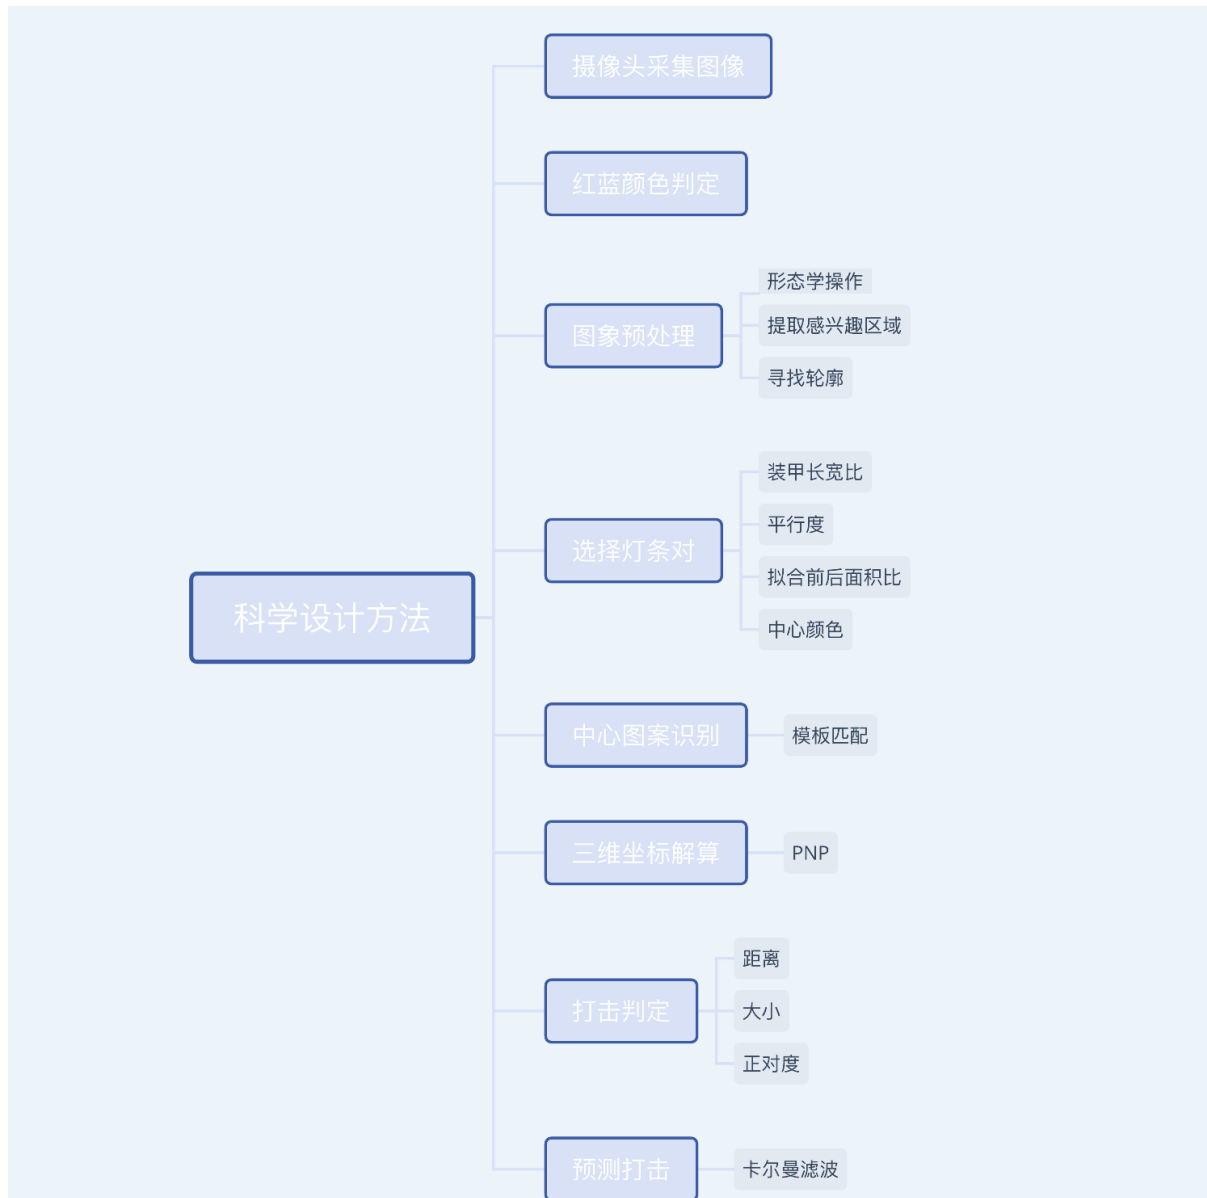 科学设计方法
摄像头采集图像
红蓝颜色判定
图象预处理
形态学操作
提取感兴趣区域
寻找轮廓
选择灯条对
装甲长宽比
平行度
拟合前后面积比
中心颜色
中心图案识别
模板匹配
三维坐标解算
PNP
打击判定
距离
大小
正对度
预测打击
卡尔曼滤波